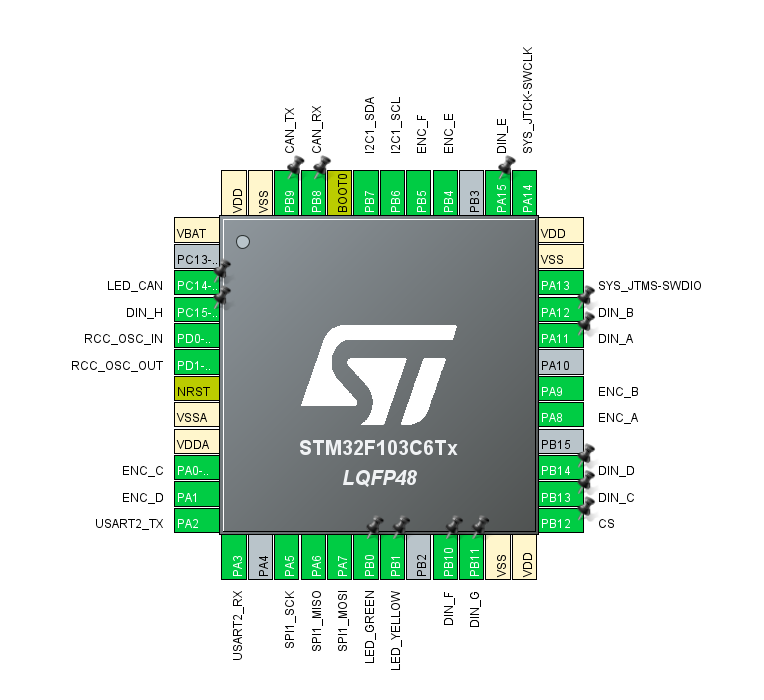 CAN_TX
CAN_RX
I2C1_SDA
I2C1_SCL
ENC_F
ENC_E
DIN_E
SYS_JTCK-SWCLK
VDD
VSS
PB9
PB8
BOOT0
PB7
PB6
PB5
PB4
PB3
PA15
PA14
VBAT
PC13-..
LED_CAN PC14-..
DIN_H PC15-..
RCC_OSC_IN PD0-..
RCC_OSC_OUT PD1-..
NRST
VSSA
VDDA
ENC_C PA0-..
ENC_D PA1
USART2_TX PA2
ST
STM32F103C6Tx
LQFP48
VDD
VSS
PA13 SYS_JTMS-SWDIO
PA12 DIN_B
PA11 DIN_A
PA10
PA9 ENC_B
PA8 ENC_A
PB15
PB14 DIN_D
PB13 DIN_C
PB12 CS
PA3
PA4
PA5
PA6
PA7
PB0
PB1
PB2
PB10
PB11
VSS
VDD
USART2_RX
SPI1_SCK
SPI1_MISO
SPI1_MOSI
LED_GREEN
LED_YELLOW
DIN_F
DIN_G